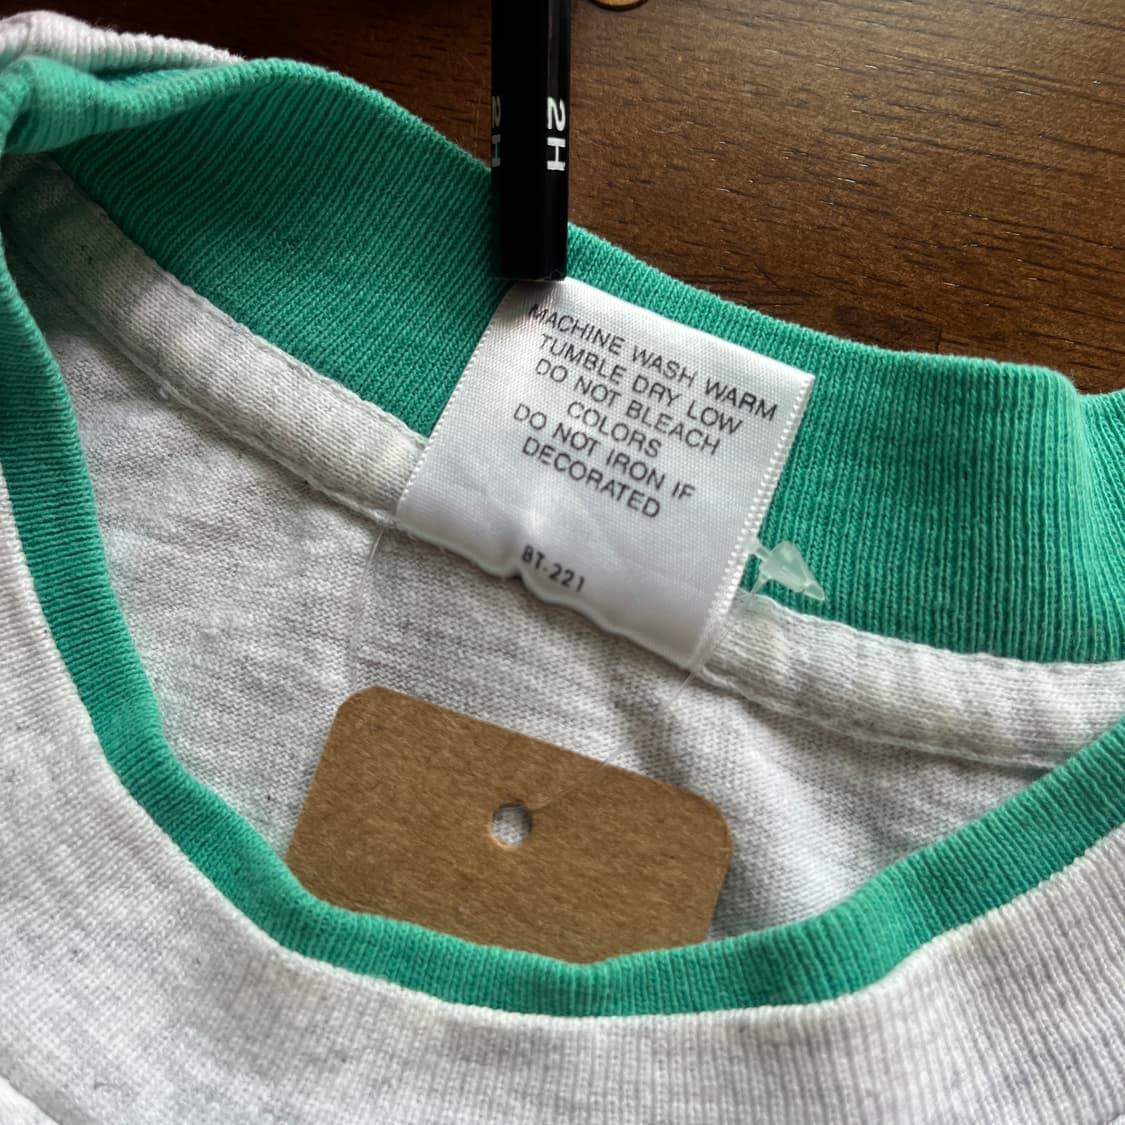 2H 2H
MACHINE WASH WARM
TUMBLE DRY LOW
DO NOT BLEACH
COLORS
DO NOT IRON IF
DECORATED
BT-221